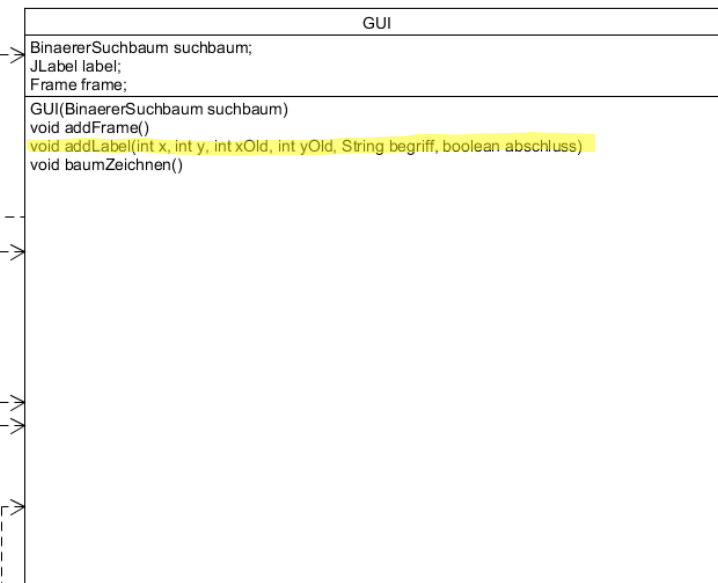 GUI
BinaererSuchbaum suchbaum;
JLabel label;
Frame frame;
GUI(BinaererSuchbaum suchbaum)
void addFrame()
void addLabel(int x, int y, int xOld, int yOld, String begriff, boolean abschluss)
void baumZeichnen()